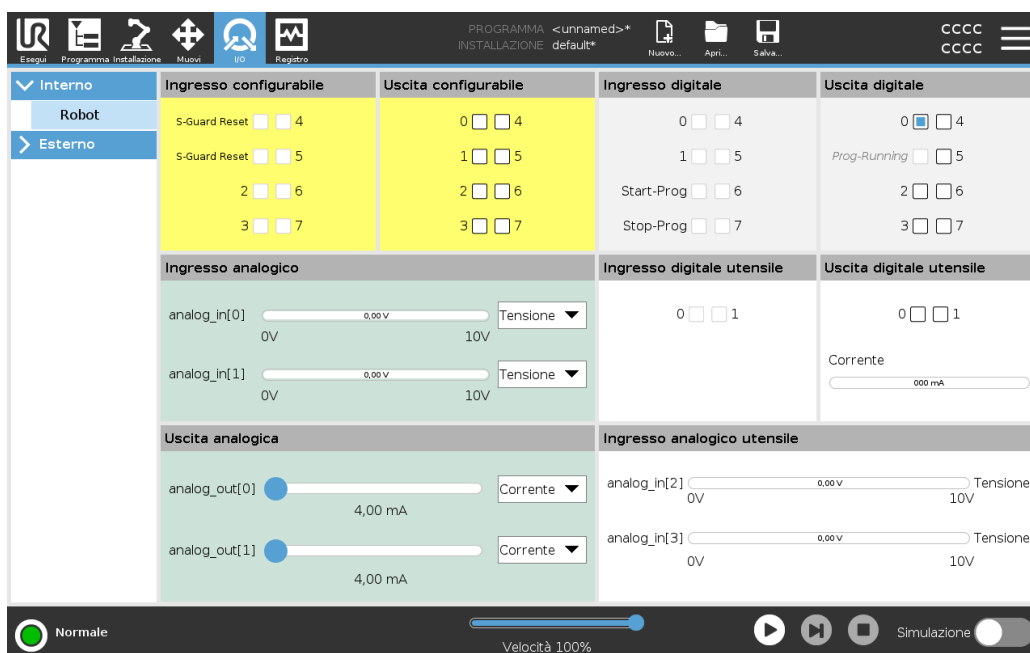 UR
PROGRAMMA <unnamed>*
INSTALLAZIONE default*
CCCC
CCCC
Esegui Programma Installazione Muovi I/O Registro
Nuovo... Apri... Salva...
Interno
Robot
Esterno
Ingresso configurabile Uscita configurabile Ingresso digitale Uscita digitale
S-Guard Reset 4 0 4 0 4 0 4
S-Guard Reset 5 1 5 1 5 Prog-Running 5
2 6 2 6 Start-Prog 6 2 6
3 7 3 7 Stop-Prog 7 3 7
Ingresso analogico
analog_in[0] 0,00 V Tensione
0V 10V
analog_in[1] 0,00 V Tensione
0V 10V
Ingresso digitale utensile
0 1
Uscita digitale utensile
0 1
Corrente
000 mA
Uscita analogica
analog_out[0] Corrente
4,00 mA
analog_out[1] Corrente
4,00 mA
Ingresso analogico utensile
analog_in[2] 0,00 V Tensione
0V 10V
analog_in[3] 0,00 V Tensione
0V 10V
Normale
Velocità 100%
Simulazione